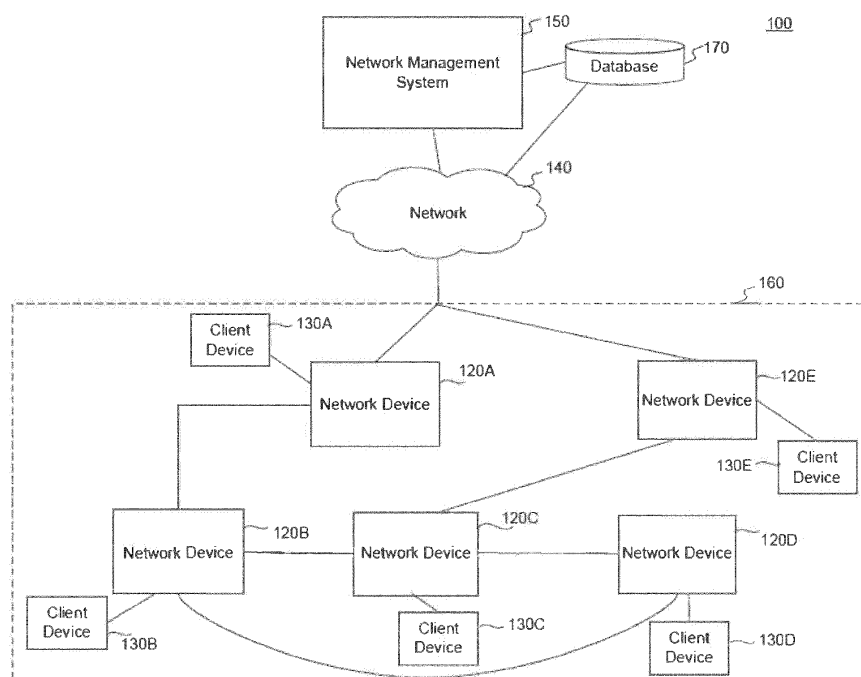 150
100
Network Management
System
170
Database
140
Network
160
130A
Client
Device
120A
Network Device
120E
Network Device
130E
Client
Device
120B
Network Device
120C
Network Device
120D
Network Device
Client
Device
130B
Client
Device
130C
Client
Device
130D